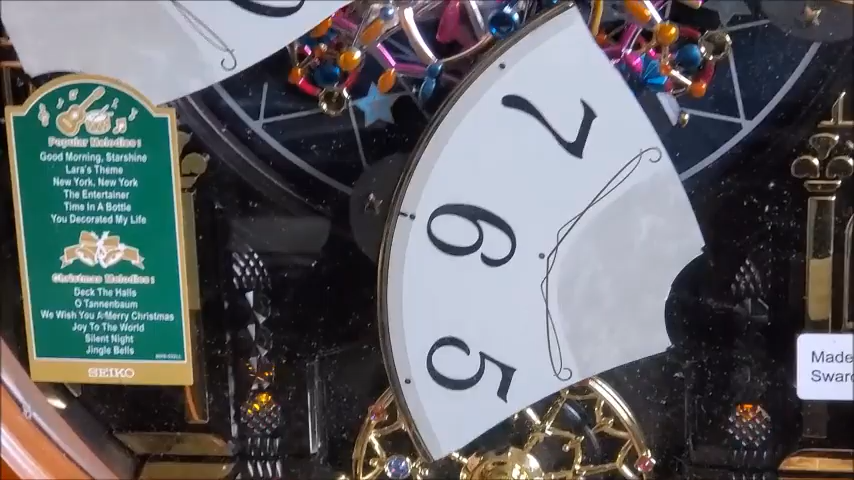 Popular Melodies:
Good Morning, Starshine
Lara's Theme
New York, New York
The Entertainer
Time In A Bottle
You Decorated My Life
Christmas Melodies:
Deck The Halls
O Tannenbaum
We Wish You A Merry Christmas
Joy To The World
Silent Night
Jingle Bells
SEIKO
7
6
5
Made
Swar